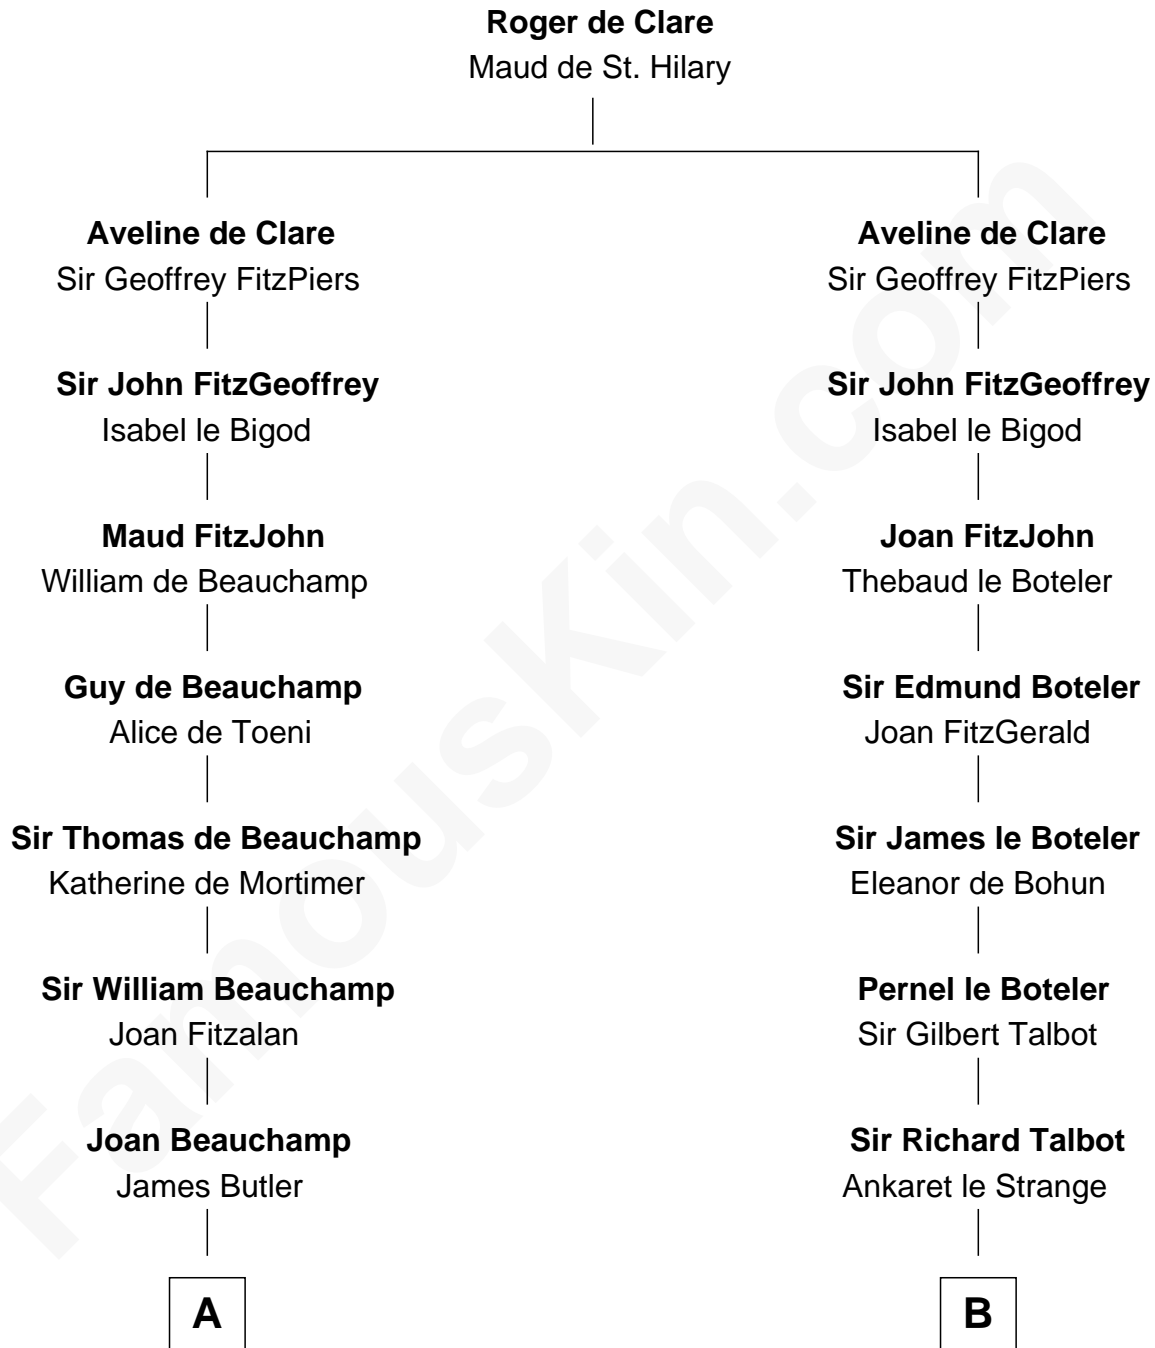 Roger de Clare
Maud de St. Hilary
Aveline de Clare
Sir Geoffrey FitzPiers
Sir John FitzGeoffrey
Isabel le Bigod
Maud FitzJohn
William de Beauchamp
Guy de Beauchamp
Alice de Toeni
Sir Thomas de Beauchamp
Katherine de Mortimer
Sir William Beauchamp
Joan Fitzalan
Joan Beauchamp
James Butler
A
Aveline de Clare
Sir Geoffrey FitzPiers
Sir John FitzGeoffrey
Isabel le Bigod
Joan FitzJohn
Thebaud le Boteler
Sir Edmund Boteler
Joan FitzGerald
Sir James le Boteler
Eleanor de Bohun
Pernel le Boteler
Sir Gilbert Talbot
Sir Richard Talbot
Ankaret le Strange
B
FamousKin.com